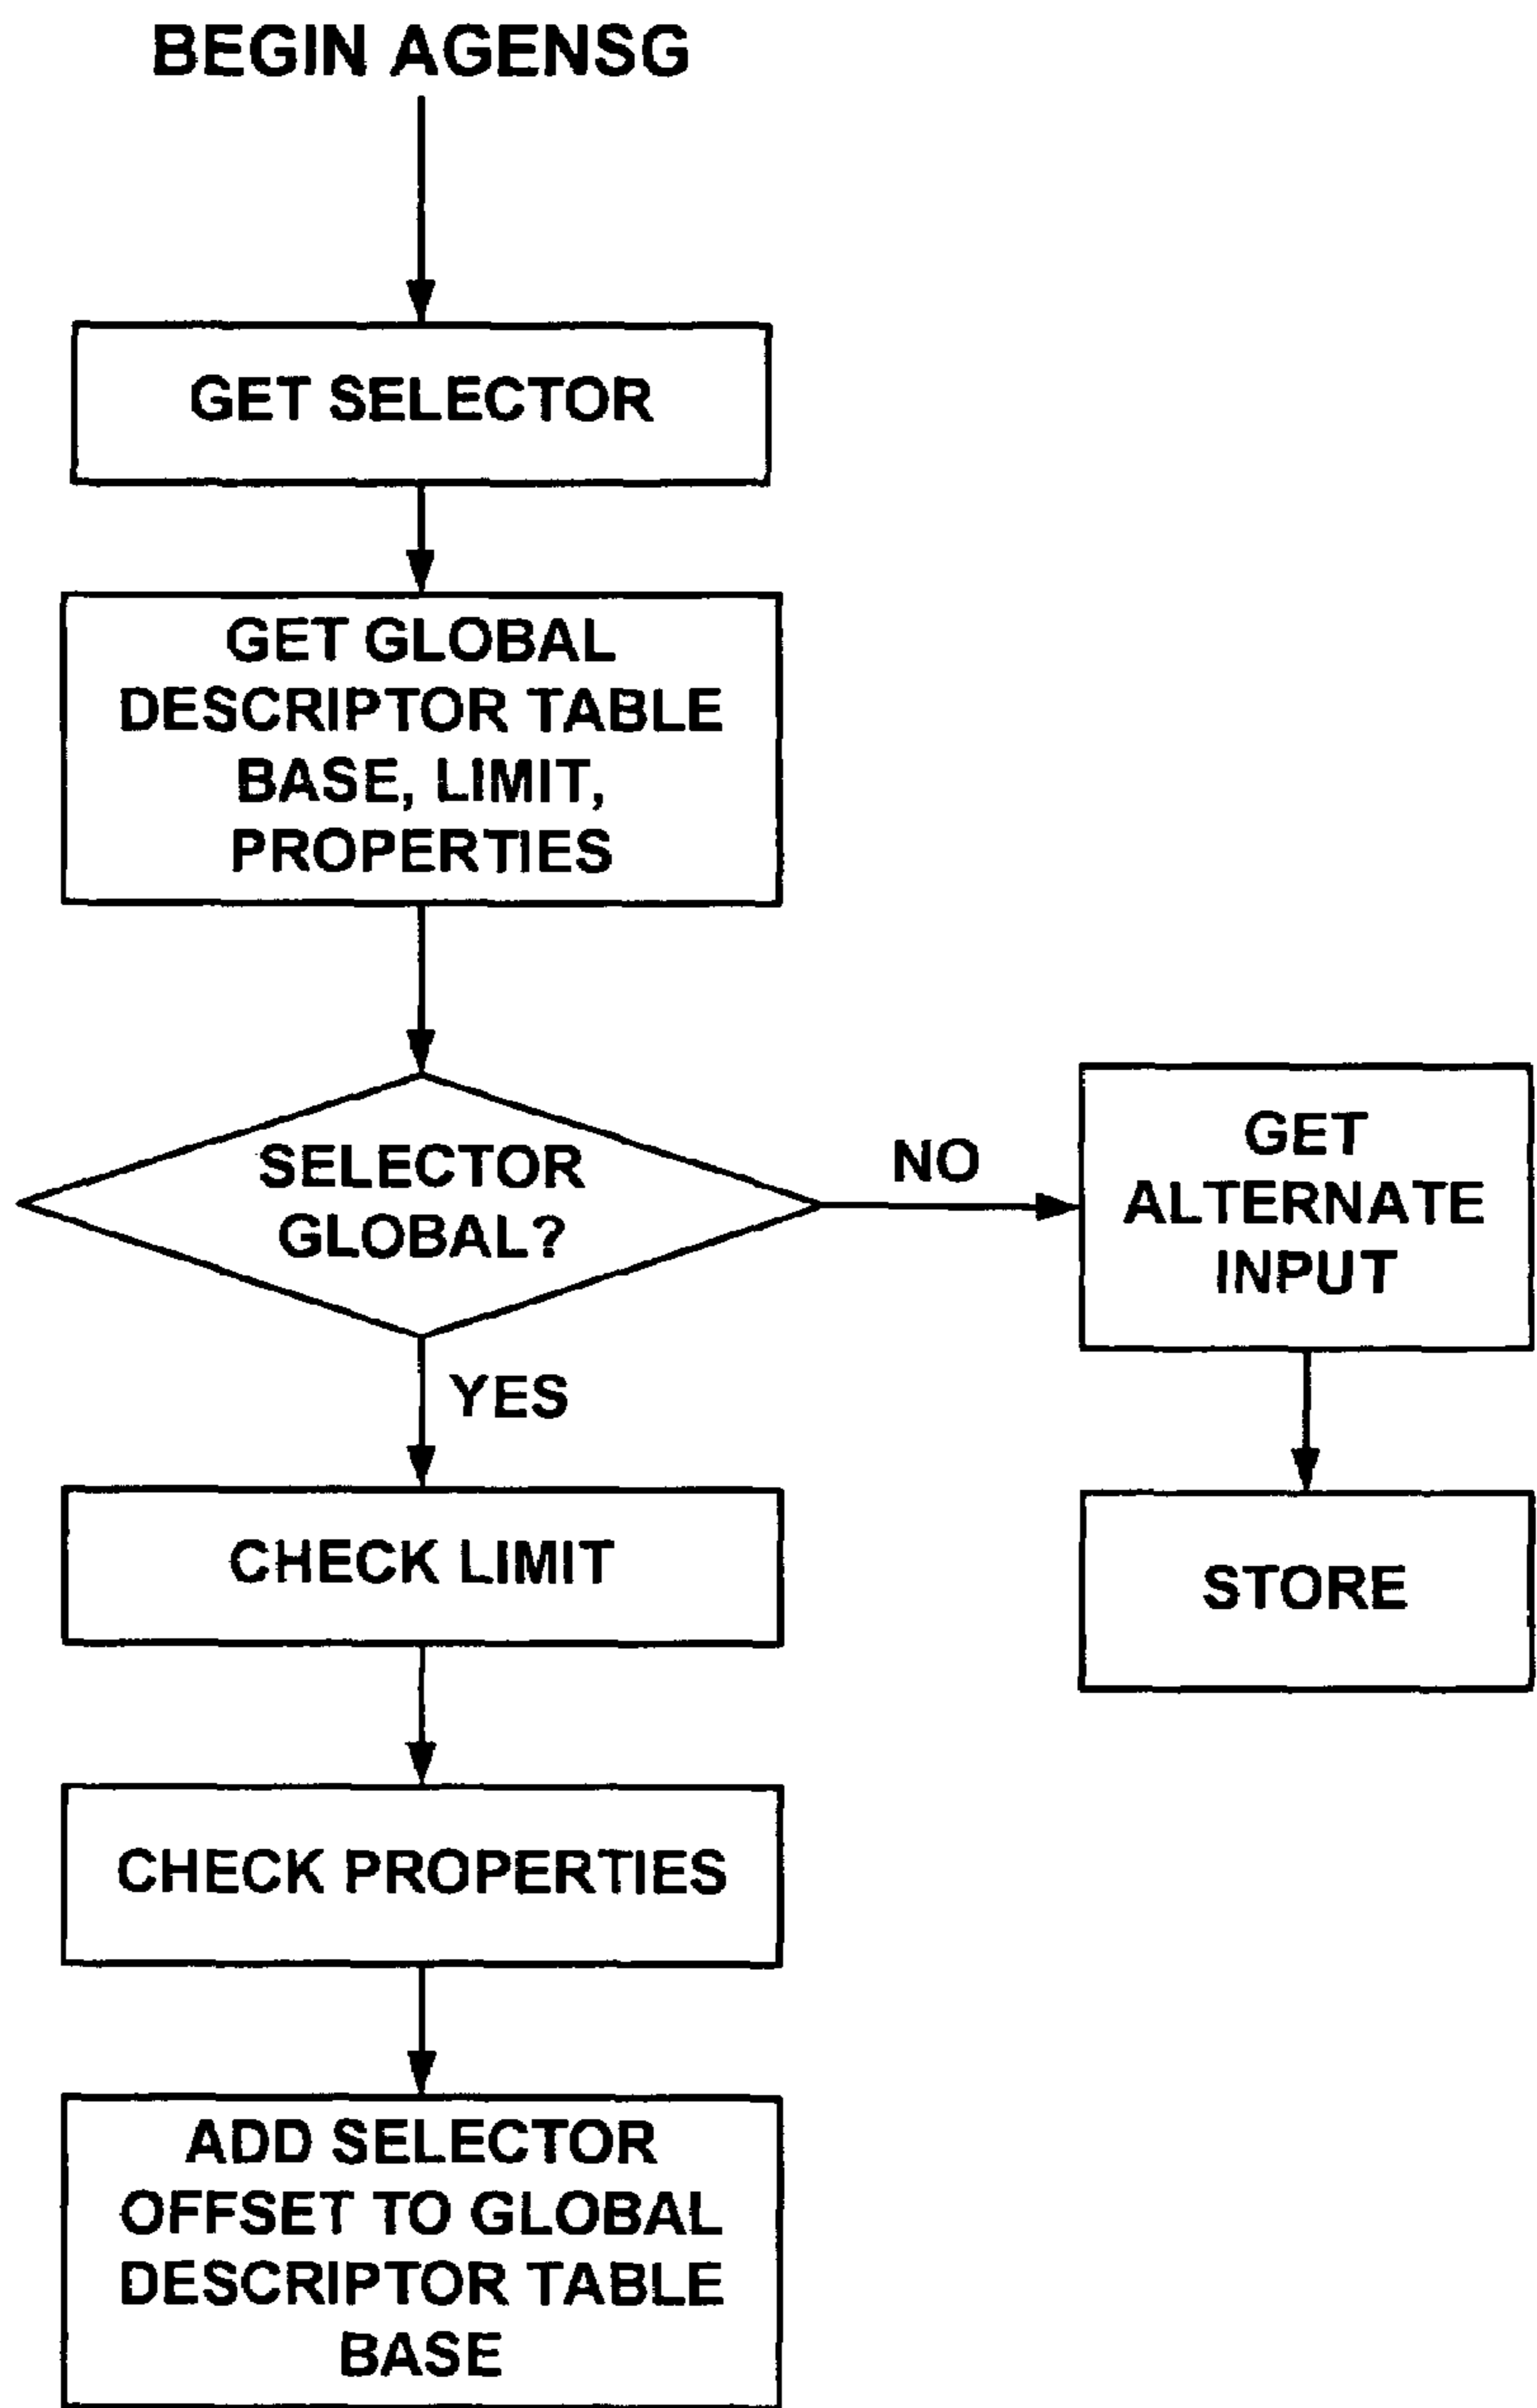 BEGIN AGENSG
GET SELECTOR
GET GLOBAL
DESCRIPTOR TABLE
BASE, LIMIT,
PROPERTIES
SELECTOR
GLOBAL?
NO
GET
ALTERNATE
INPUT
YES
STORE
CHECK LIMIT
CHECK PROPERTIES
ADD SELECTOR
OFFSET TO GLOBAL
DESCRIPTOR TABLE
BASE